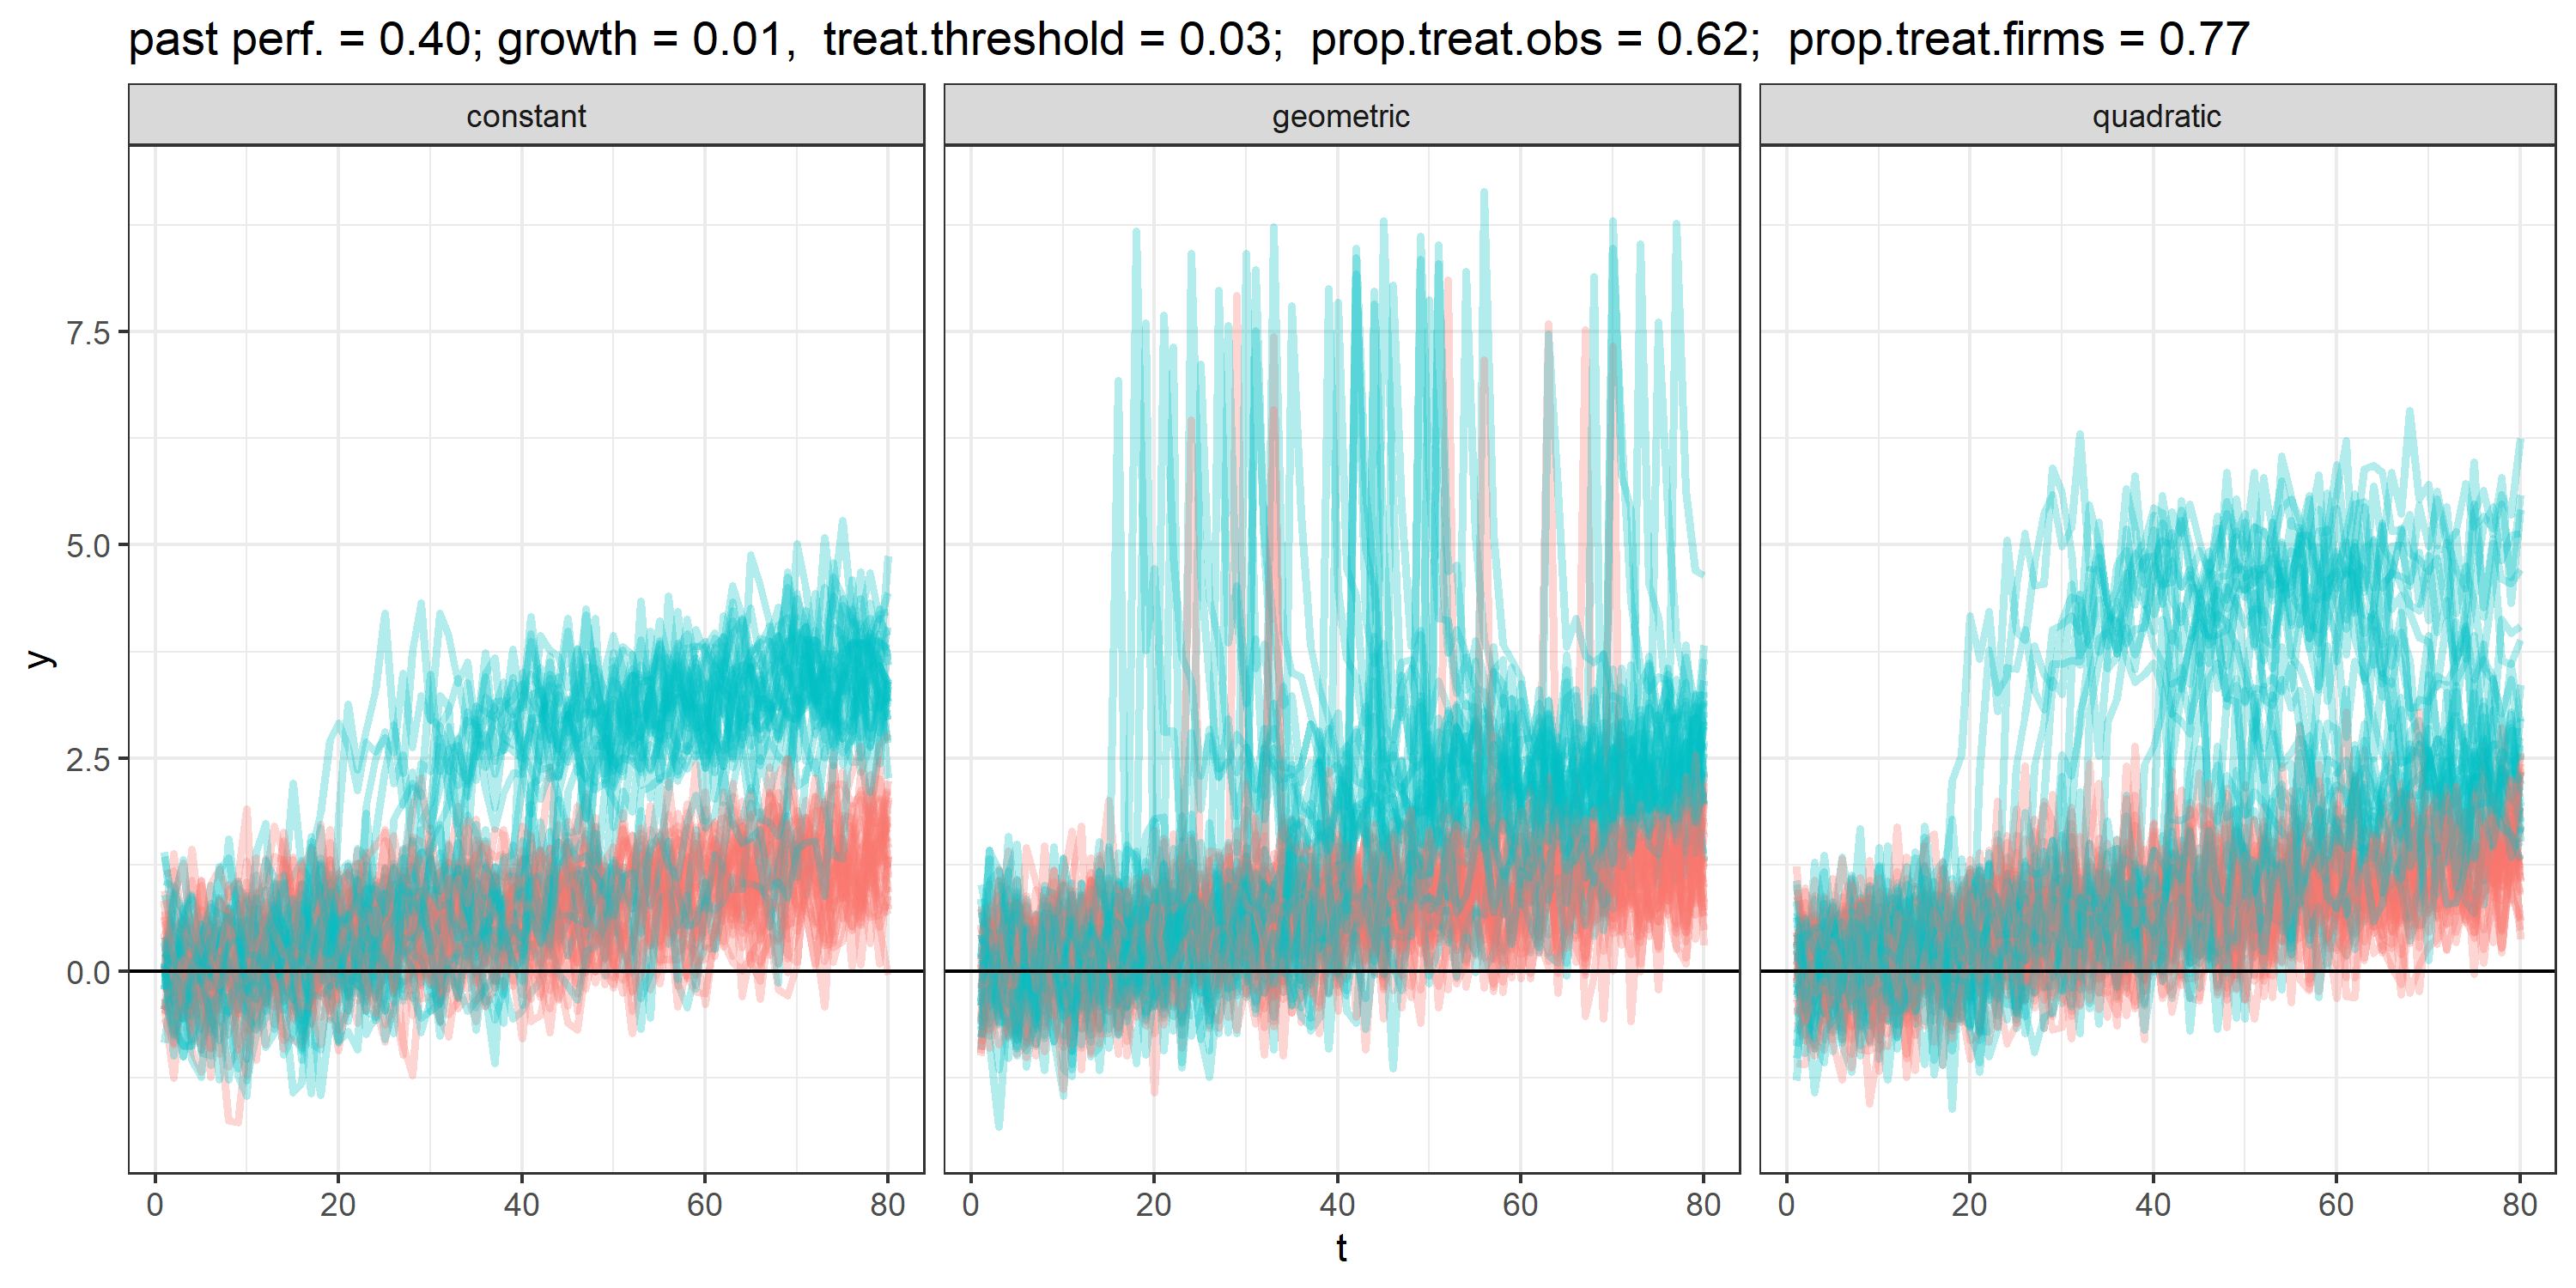 past perf. = 0.40; growth = 0.01,  treat.threshold = 0.03;  prop.treat.obs = 0.62;  prop.treat.firms = 0.77
constant geometric quadratic
y
7.5
5.0
2.5
0.0
0 20 40 60 80 0 20 40 60 80 0 20 40 60 80
t